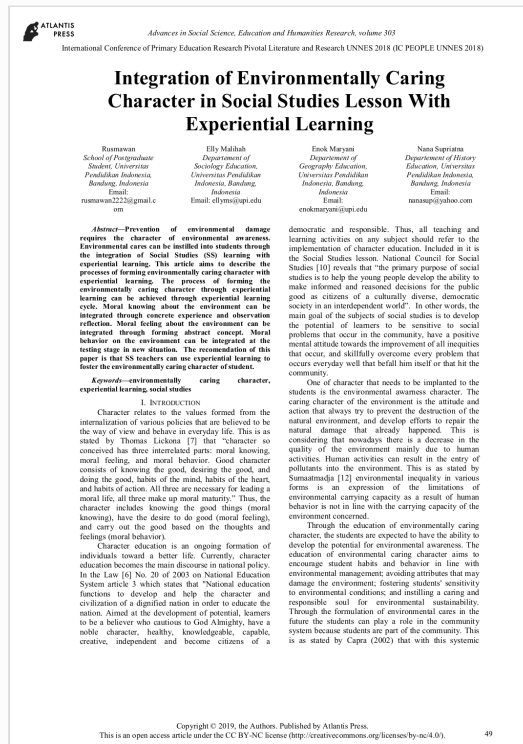 ATLANTIS
PRESS
Advances in Social Science, Education and Humanities Research, volume 303
International Conference of Primary Education Research Pivotal Literature and Research UNNES 2018 (IC PEOPLE UNNES 2018)
Integration of Environmentally Caring
Character in Social Studies Lesson With
Experiential Learning
Rusmawan
School of Postgraduate
Student, Universitas
Pendidikan Indonesia,
Bandung, Indonesia
Email:
rusmawan2222@gmail.c
om
Elly Malihah
Departement of
Sociology Education,
Universitas Pendidikan
Indonesia, Bandung,
Indonesia
Email: ellyms@upi.edu
Enok Maryani
Departement of
Geography Education,
Universitas Pendidikan
Indonesia, Bandung,
Indonesia
Email:
enokmaryani@upi.edu
Nana Supriatna
Departement of History
Education, Universitas
Pendidikan Indonesia,
Bandung, Indonesia
Email:
nanasup@yahoo.com
Abstract—Prevention of environmental damage
requires the character of environmental awareness.
Environmental cares can be instilled into students through
the integration of Social Studies (SS) learning with
experiential learning. This article aims to describe the
processes of forming environmentally caring character with
experiential learning. The process of forming the
environmentally caring character through experiential
learning can be achieved through experiential learning
cycle. Moral knowing about the environment can be
integrated through concrete experience and observation
reflection. Moral feeling about the environment can be
integrated through forming abstract concept. Moral
behavior on the environment can be integrated at the
testing stage in new situation. The recomendation of this
paper is that SS teachers can use experiential learning to
foster the environmentally caring character of student.
Keywords—environmentally caring character,
experiential learning, social studies
I. INTRODUCTION
Character relates to the values formed from the
internalization of various policies that are believed to be
the way of view and behave in everyday life. This is as
stated by Thomas Lickona [7] that “character so
conceived has three interrelated parts: moral knowing,
moral feeling, and moral behavior. Good character
consists of knowing the good, desiring the good, and
doing the good, habits of the mind, habits of the heart,
and habits of action. All three are necessary for leading a
moral life, all three make up moral maturity.” Thus, the
character includes knowing the good things (moral
knowing), have the desire to do good (moral feeling),
and carry out the good based on the thoughts and
feelings (moral behavior).
Character education is an ongoing formation of
individuals toward a better life. Currently, character
education becomes the main discourse in national policy.
In the Law [6] No. 20 of 2003 on National Education
System article 3 which states that "National education
functions to develop and help the character and
civilization of a dignified nation in order to educate the
nation. Aimed at the development of potential, learners
to be a believer who cautious to God Almighty, have a
noble character, healthy, knowledgeable, capable,
creative, independent and become citizens of a
democratic and responsible. Thus, all teaching and
learning activities on any subject should refer to the
implementation of character education. Included in it is
the Social Studies lesson. National Council for Social
Studies [10] reveals that “the primary purpose of social
studies is to help the young people develop the ability to
make informed and reasoned decisions for the public
good as citizens of a culturally diverse, democratic
society in an interdependent world”. In other words, the
main goal of the subjects of social studies is to develop
the potential of learners to be sensitive to social
problems that occur in the community, have a positive
mental attitude towards the improvement of all inequities
that occur, and skillfully overcome every problem that
occurs everyday well that befall him itself or that hit the
community.
One of character that needs to be implanted to the
students is the environmental awarness character. The
caring character of the environment is the attitude and
action that always try to prevent the destruction of the
natural environment, and develop efforts to repair the
natural damage that already happened. This is
considering that nowadays there is a decrease in the
quality of the environment mainly due to human
activities. Human activities can result in the entry of
pollutants into the environment. This is as stated by
Sumaatmadja [12] environmental inequality in various
forms is an expression of the limitations of
environmental carrying capacity as a result of human
behavior is not in line with the carrying capacity of the
environment concerned.
Through the education of environmentally caring
character, the students are expected to have the ability to
develop the potential for environmental awareness. The
education of environmental caring character aims to
encourage student habits and behavior in line with
environmental management; avoiding attributes that may
damage the environment; fostering students' sensitivity
to environmental conditions; and instilling a caring and
responsible soul for environmental sustainability.
Through the formulation of environmental cares in the
future the students can play a role in the community
system because students are part of the community. This
is as stated by Capra (2002) that with this systemic
Copyright © 2019, the Authors. Published by Atlantis Press.
This is an open access article under the CC BY-NC license (http://creativecommons.org/licenses/by-nc/4.0/).
49